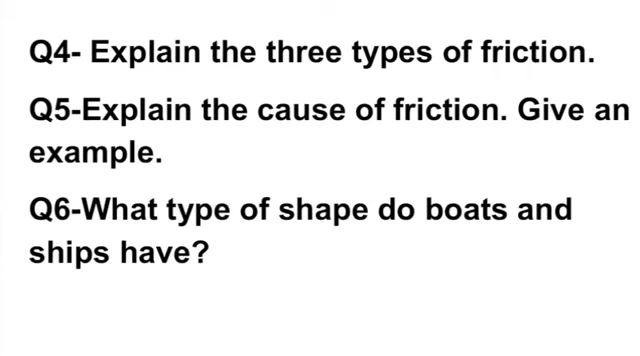 Q4- Explain the three types of friction.
Q5-Explain the cause of friction. Give an
example.
Q6-What type of shape do boats and
ships have?